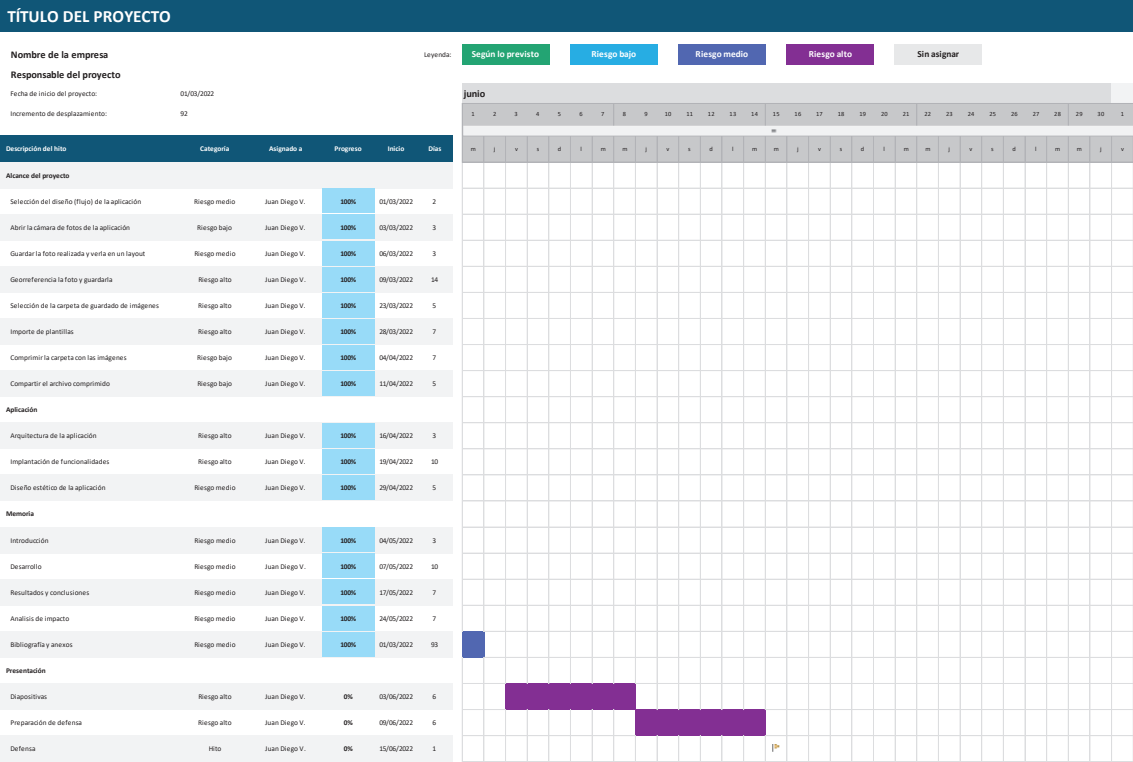 TÍTULO DEL PROYECTO
Nombre de la empresa
Leyenda: Según lo previsto Riesgo bajo Riesgo medio Riesgo alto Sin asignar
Responsable del proyecto
Fecha de inicio del proyecto: 01/03/2022
junio
Incremento de desplazamiento: 92
1 2 3 4 5 6 7 8 9 10 11 12 13 14 15 16 17 18 19 20 21 22 23 24 25 26 27 28 29 30 1
Descripción del hito Categoría Asignado a Progreso Inicio Días
m j v s d l m m j v s d l m m j v s d l m m j v s d l m m j v
Alcance del proyecto
Selección del diseño (flujo) de la aplicación Riesgo medio Juan Diego V. 100% 01/03/2022 2
Abrir la cámara de fotos de la aplicación Riesgo bajo Juan Diego V. 100% 03/03/2022 3
Guardar la foto realizada y verla en un layout Riesgo medio Juan Diego V. 100% 06/03/2022 3
Georreferencia la foto y guardarla Riesgo alto Juan Diego V. 100% 09/03/2022 14
Selección de la carpeta de guardado de imágenes Riesgo alto Juan Diego V. 100% 23/03/2022 5
Importe de plantillas Riesgo alto Juan Diego V. 100% 28/03/2022 7
Comprimir la carpeta con las imágenes Riesgo bajo Juan Diego V. 100% 04/04/2022 7
Compartir el archivo comprimido Riesgo bajo Juan Diego V. 100% 11/04/2022 5
Aplicación
Arquitectura de la aplicación Riesgo alto Juan Diego V. 100% 16/04/2022 3
Implantación de funcionalidades Riesgo alto Juan Diego V. 100% 19/04/2022 10
Diseño estético de la aplicación Riesgo medio Juan Diego V. 100% 29/04/2022 5
Memoria
Introducción Riesgo medio Juan Diego V. 100% 04/05/2022 3
Desarrollo Riesgo medio Juan Diego V. 100% 07/05/2022 10
Resultados y conclusiones Riesgo medio Juan Diego V. 100% 17/05/2022 7
Analisis de impacto Riesgo medio Juan Diego V. 100% 24/05/2022 7
Bibliografía y anexos Riesgo medio Juan Diego V. 100% 01/03/2022 93
Presentación
Diapositivas Riesgo alto Juan Diego V. 0% 03/06/2022 6
Preparación de defensa Riesgo alto Juan Diego V. 0% 09/06/2022 6
Defensa Hito Juan Diego V. 0% 15/06/2022 1